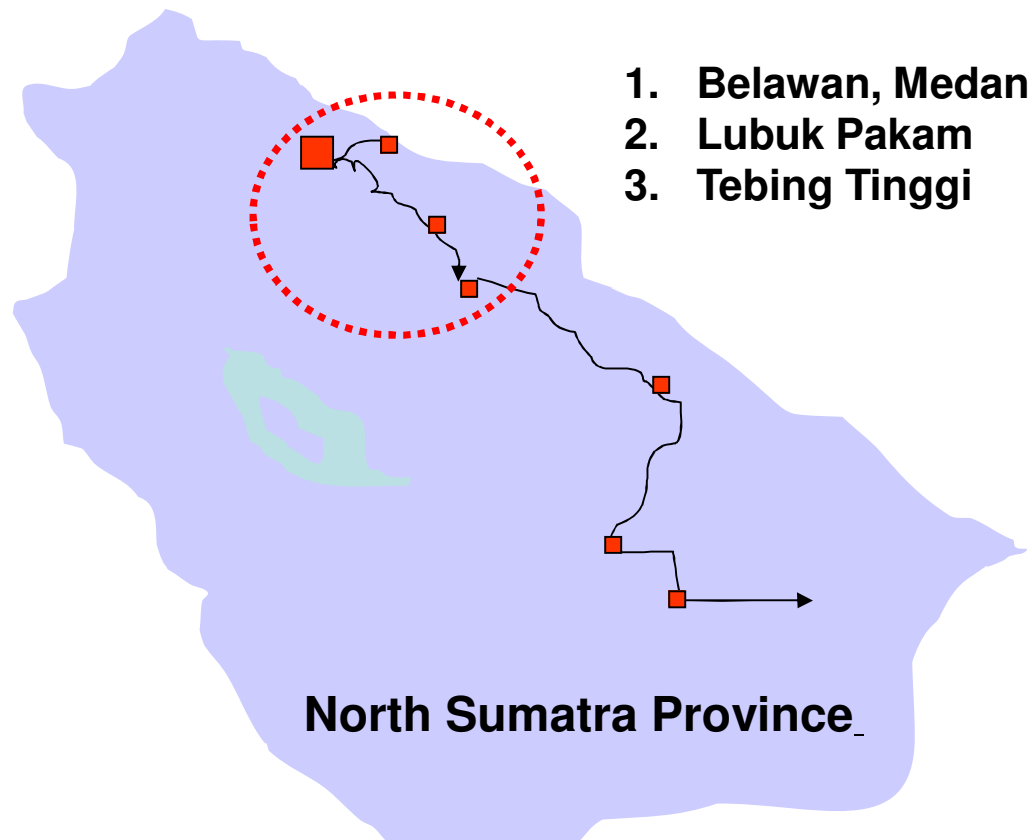 1. Belawan, Medan
2. Lubuk Pakam
3. Tebing Tinggi
North Sumatra Province